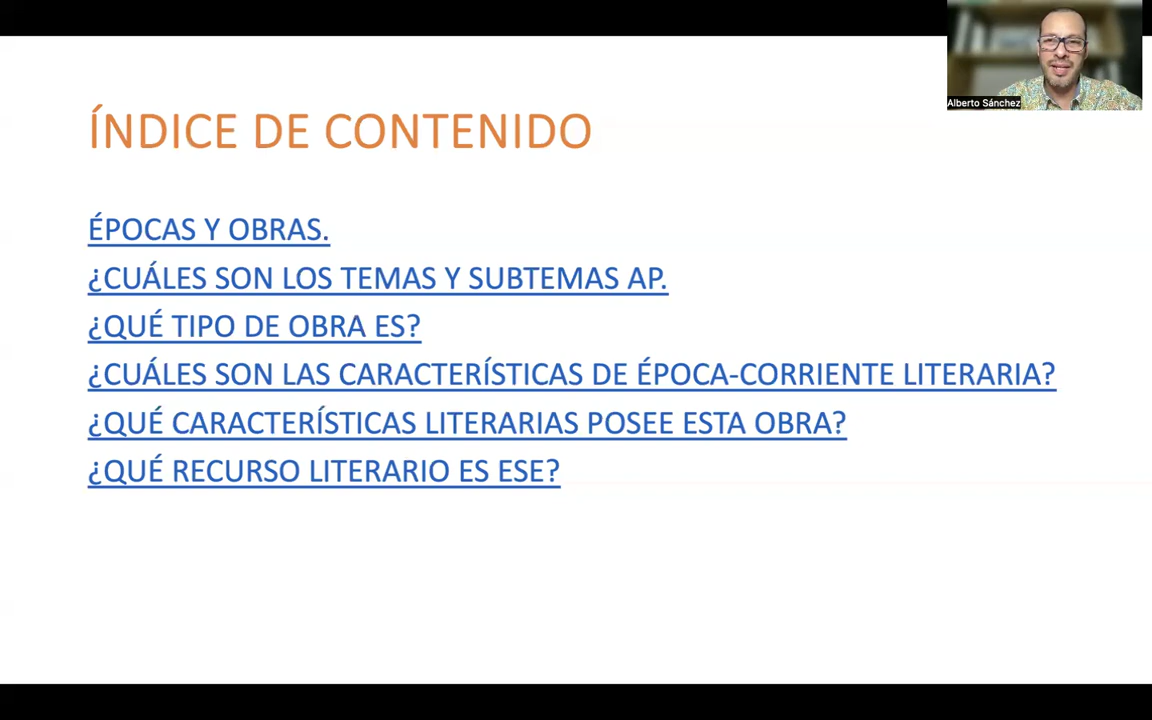 Alberto Sánchez
ÍNDICE DE CONTENIDO
ÉPOCAS Y OBRAS.
¿CUÁLES SON LOS TEMAS Y SUBTEMAS AP.
¿QUÉ TIPO DE OBRA ES?
¿CUÁLES SON LAS CARACTERÍSTICAS DE ÉPOCA-CORRIENTE LITERARIA?
¿QUÉ CARACTERÍSTICAS LITERARIAS POSEE ESTA OBRA?
¿QUÉ RECURSO LITERARIO ES ESE?